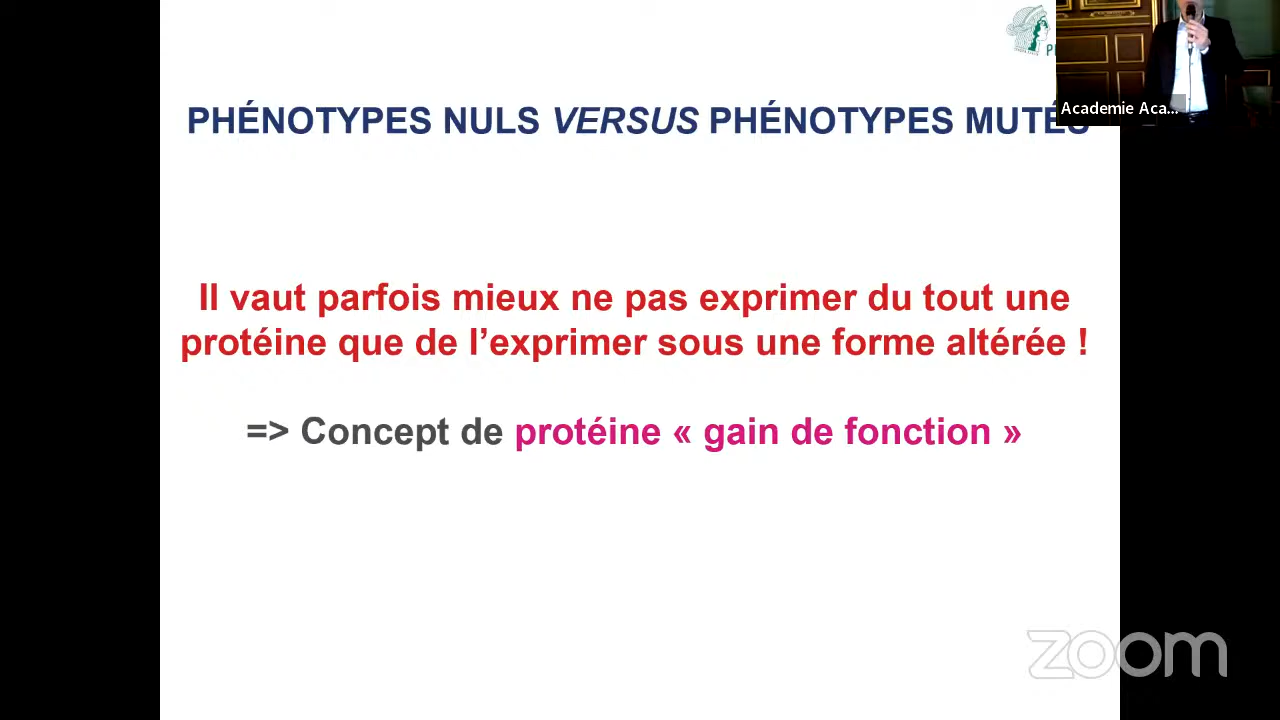 PHÉNOTYPES NULS VERSUS PHÉNOTYPES MUTÉS
Academie Aca...
Il vaut parfois mieux ne pas exprimer du tout une
protéine que de l’exprimer sous une forme altérée !
=> Concept de protéine « gain de fonction »
zoom